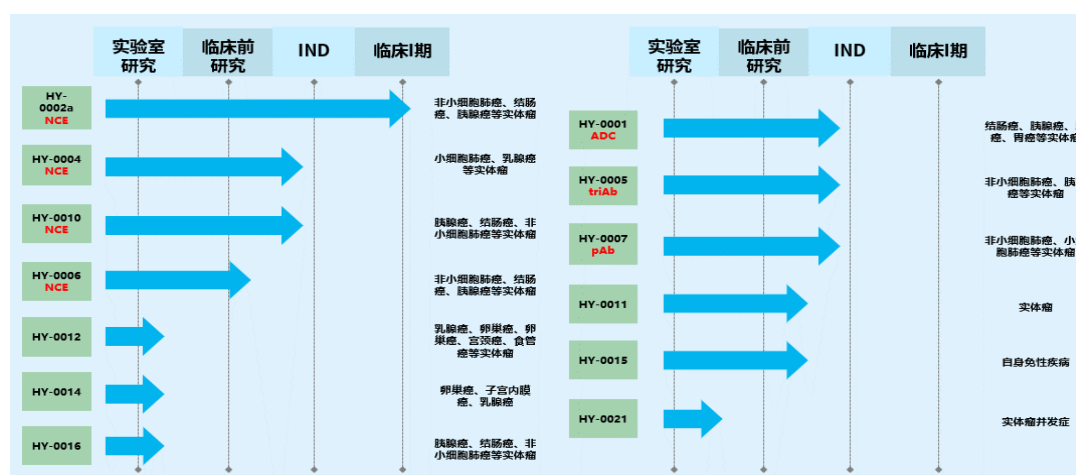 实验室
研究
临床前
研究
IND
临床I期
HY-
0002a
NCE
非小细胞肺癌、结肠
癌、胰腺癌等实体瘤
HY-0004
NCE
小细胞肺癌、乳腺癌
等实体瘤
HY-0010
NCE
胰腺癌、结肠癌、非
小细胞肺癌等实体瘤
HY-0006
NCE
非小细胞肺癌、结肠
癌、胰腺癌等实体瘤
HY-0012
乳腺癌、卵巢癌、卵
巢癌、宫颈癌、食管
癌等实体瘤
HY-0014
卵巢癌、子宫内膜
癌、乳腺癌
HY-0016
胰腺癌、结肠癌、非
小细胞肺癌等实体瘤
实验室
研究
临床前
研究
IND
临床I期
HY-0001
ADC
结肠癌、胰腺癌、
癌、胃癌等实体瘤
HY-0005
triAb
非小细胞肺癌、胰
癌等实体瘤
HY-0007
pAb
非小细胞肺癌、小
胞肺癌等实体瘤
HY-0011
实体瘤
HY-0015
自身免性疾病
HY-0021
实体瘤并发症